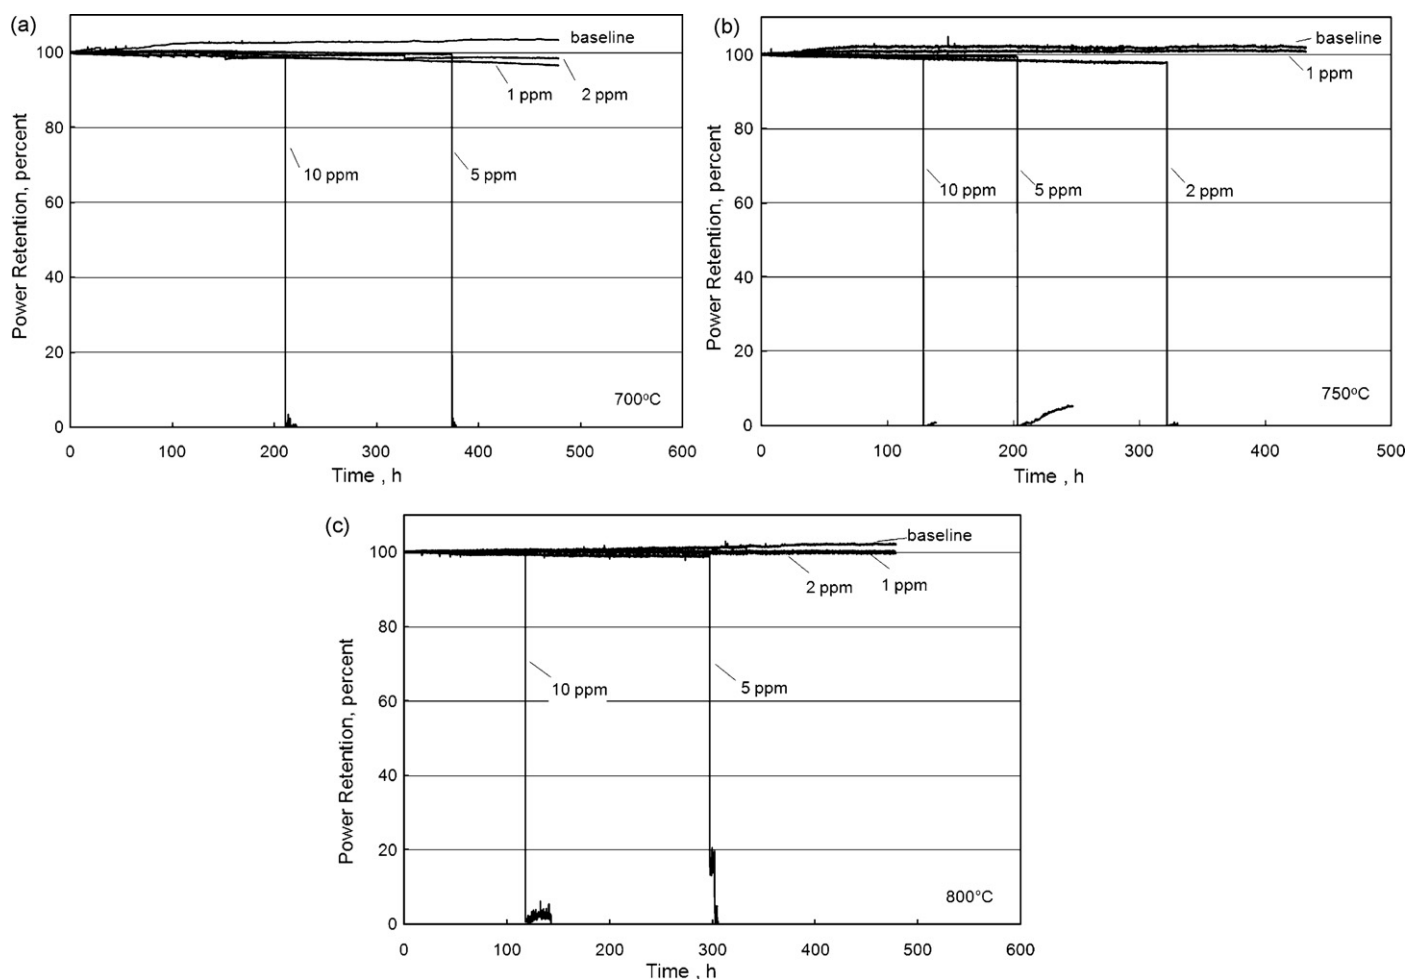 (a)
Power Retention, percent
100
80
60
40
20
0
baseline
1 ppm
2 ppm
10 ppm
5 ppm
700°C
0 100 200 300 400 500 600
Time , h
(b)
Power Retention, percent
100
80
60
40
20
0
baseline
1 ppm
10 ppm
5 ppm
2 ppm
750°C
0 100 200 300 400 500
Time , h
(c)
Power Retention, percent
100
80
60
40
20
0
baseline
2 ppm
1 ppm
10 ppm
5 ppm
800°C
0 100 200 300 400 500 600
Time , h